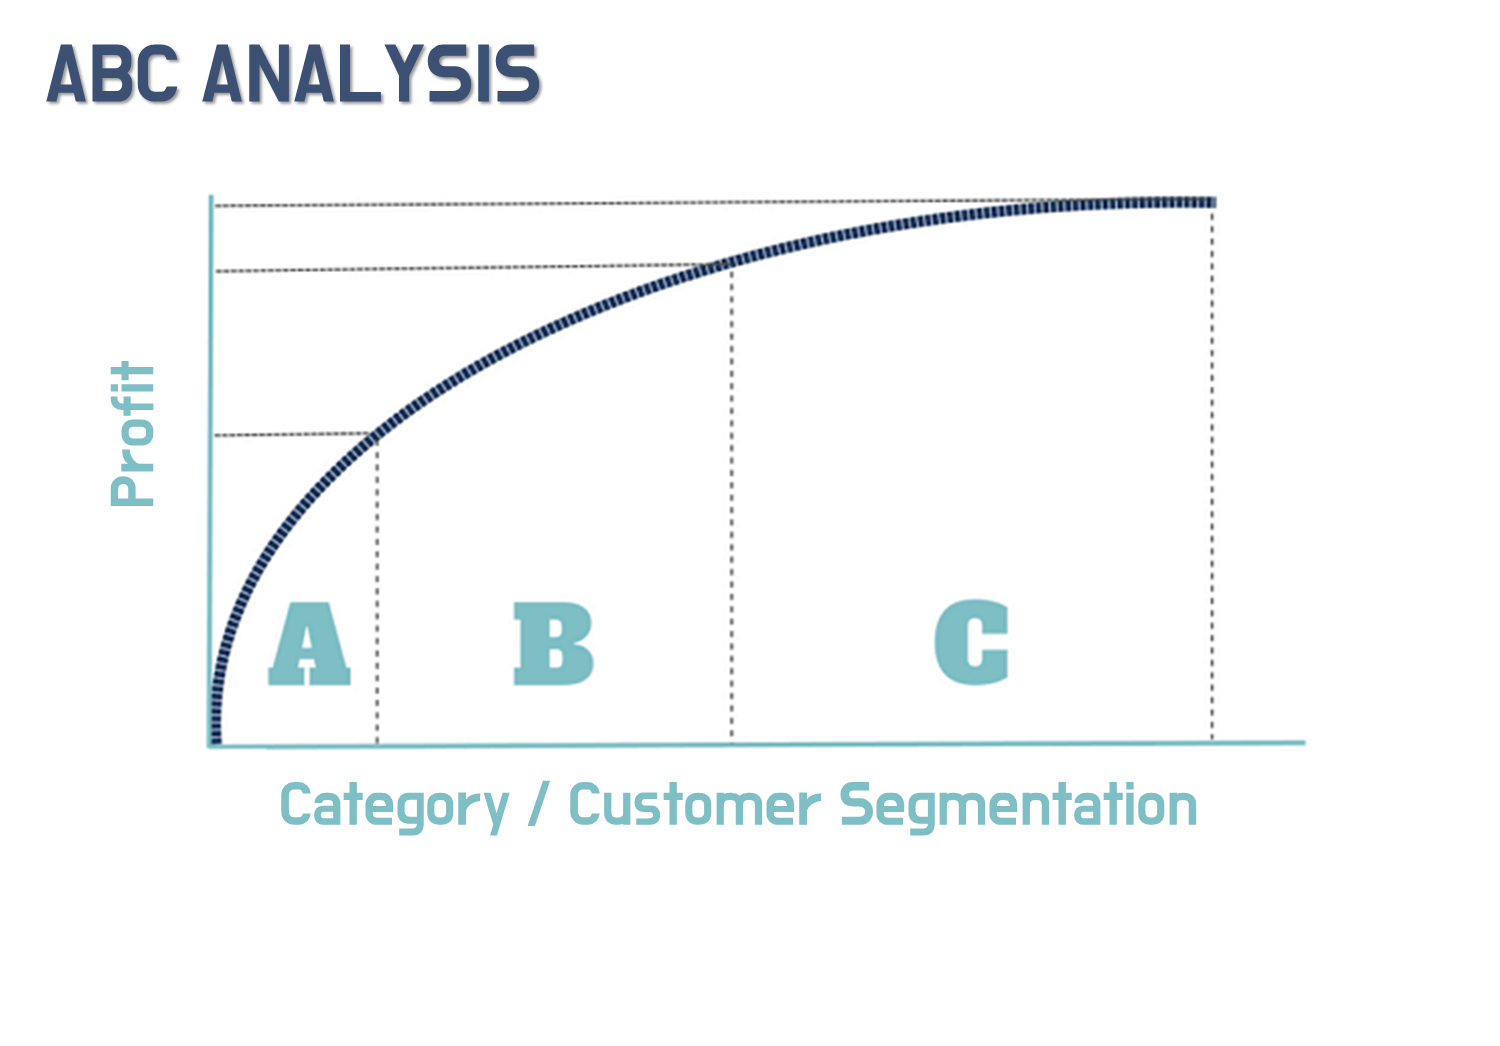 ABC ANALYSIS
Profit
A
B
C
Category / Customer Segmentation